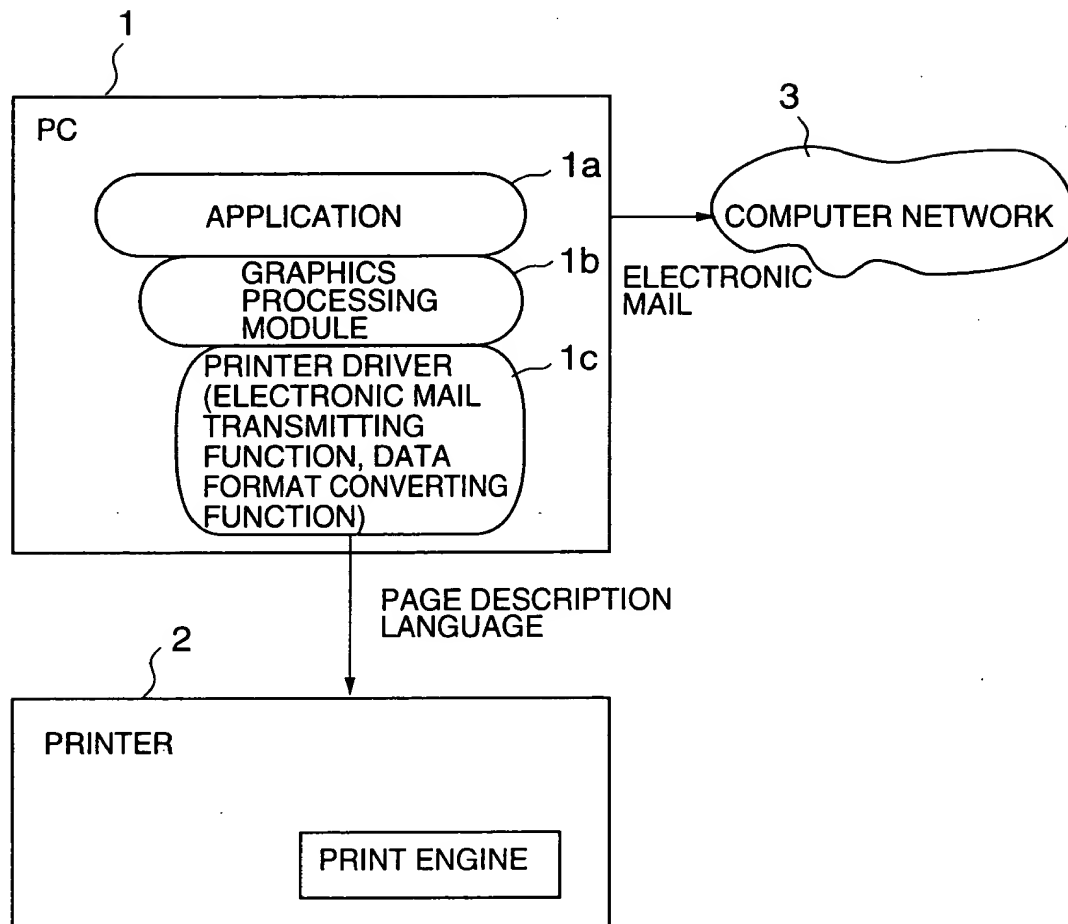 1
PC
3
1a
APPLICATION
COMPUTER NETWORK
1b
GRAPHICS
PROCESSING
MODULE
ELECTRONIC
MAIL
1c
PRINTER DRIVER
(ELECTRONIC MAIL
TRANSMITTING
FUNCTION, DATA
FORMAT CONVERTING
FUNCTION)
PAGE DESCRIPTION
LANGUAGE
2
PRINTER
PRINT ENGINE